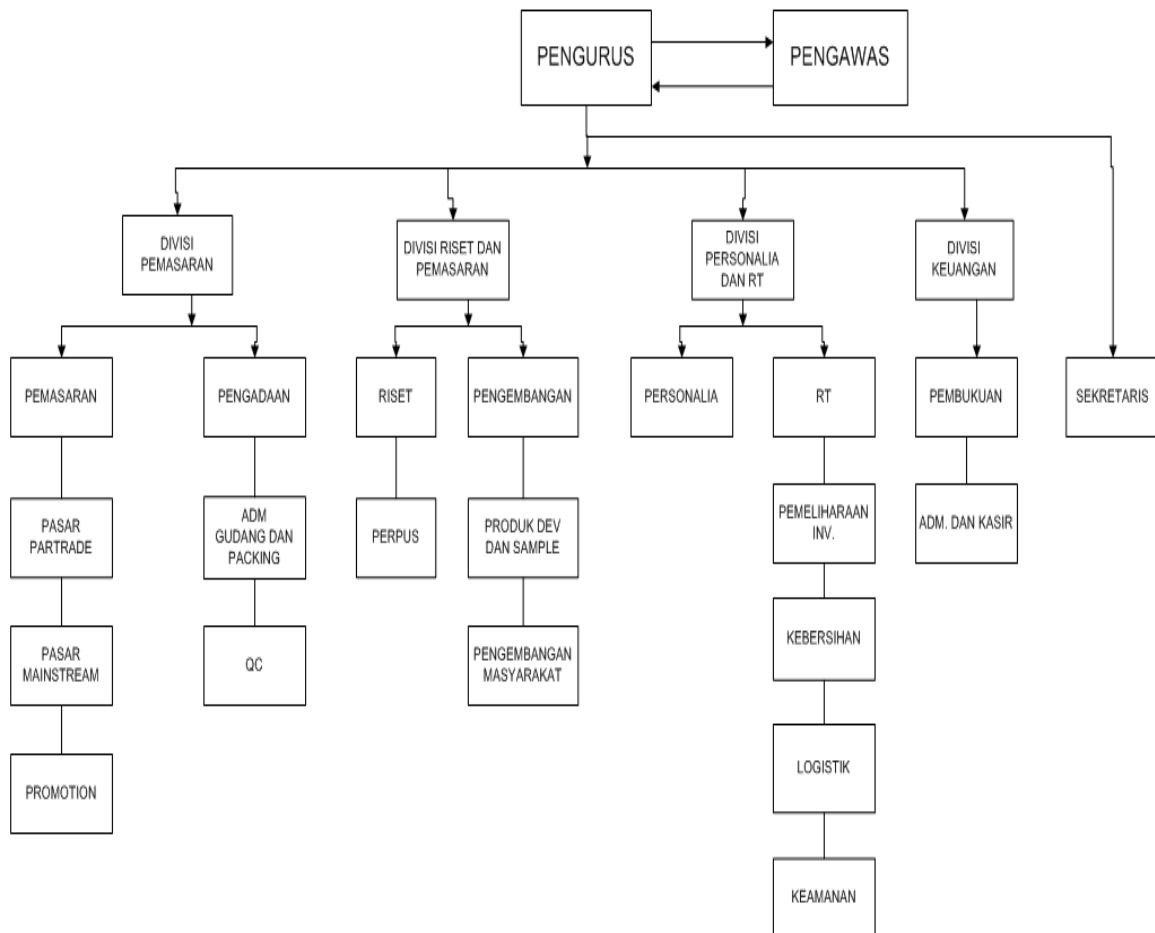 PENGURUS
PENGAWAS
DIVISI
PEMASARAN
DIVISI RISET DAN
PEMASARAN
DIVISI
PERSONALIA
DAN RT
DIVISI
KEUANGAN
PEMASARAN
PENGADAAN
RISET
PENGEMBANGAN
PERSONALIA
RT
PEMBUKUAN
SEKRETARIS
PASAR
PARTRADE
ADM
GUDANG DAN
PACKING
PERPUS
PRODUK DEV
DAN SAMPLE
PEMELIHARAAN
INV.
ADM. DAN KASIR
PASAR
MAINSTREAM
QC
PENGEMBANGAN
MASYARAKAT
KEBERSIHAN
PROMOTION
LOGISTIK
KEAMANAN